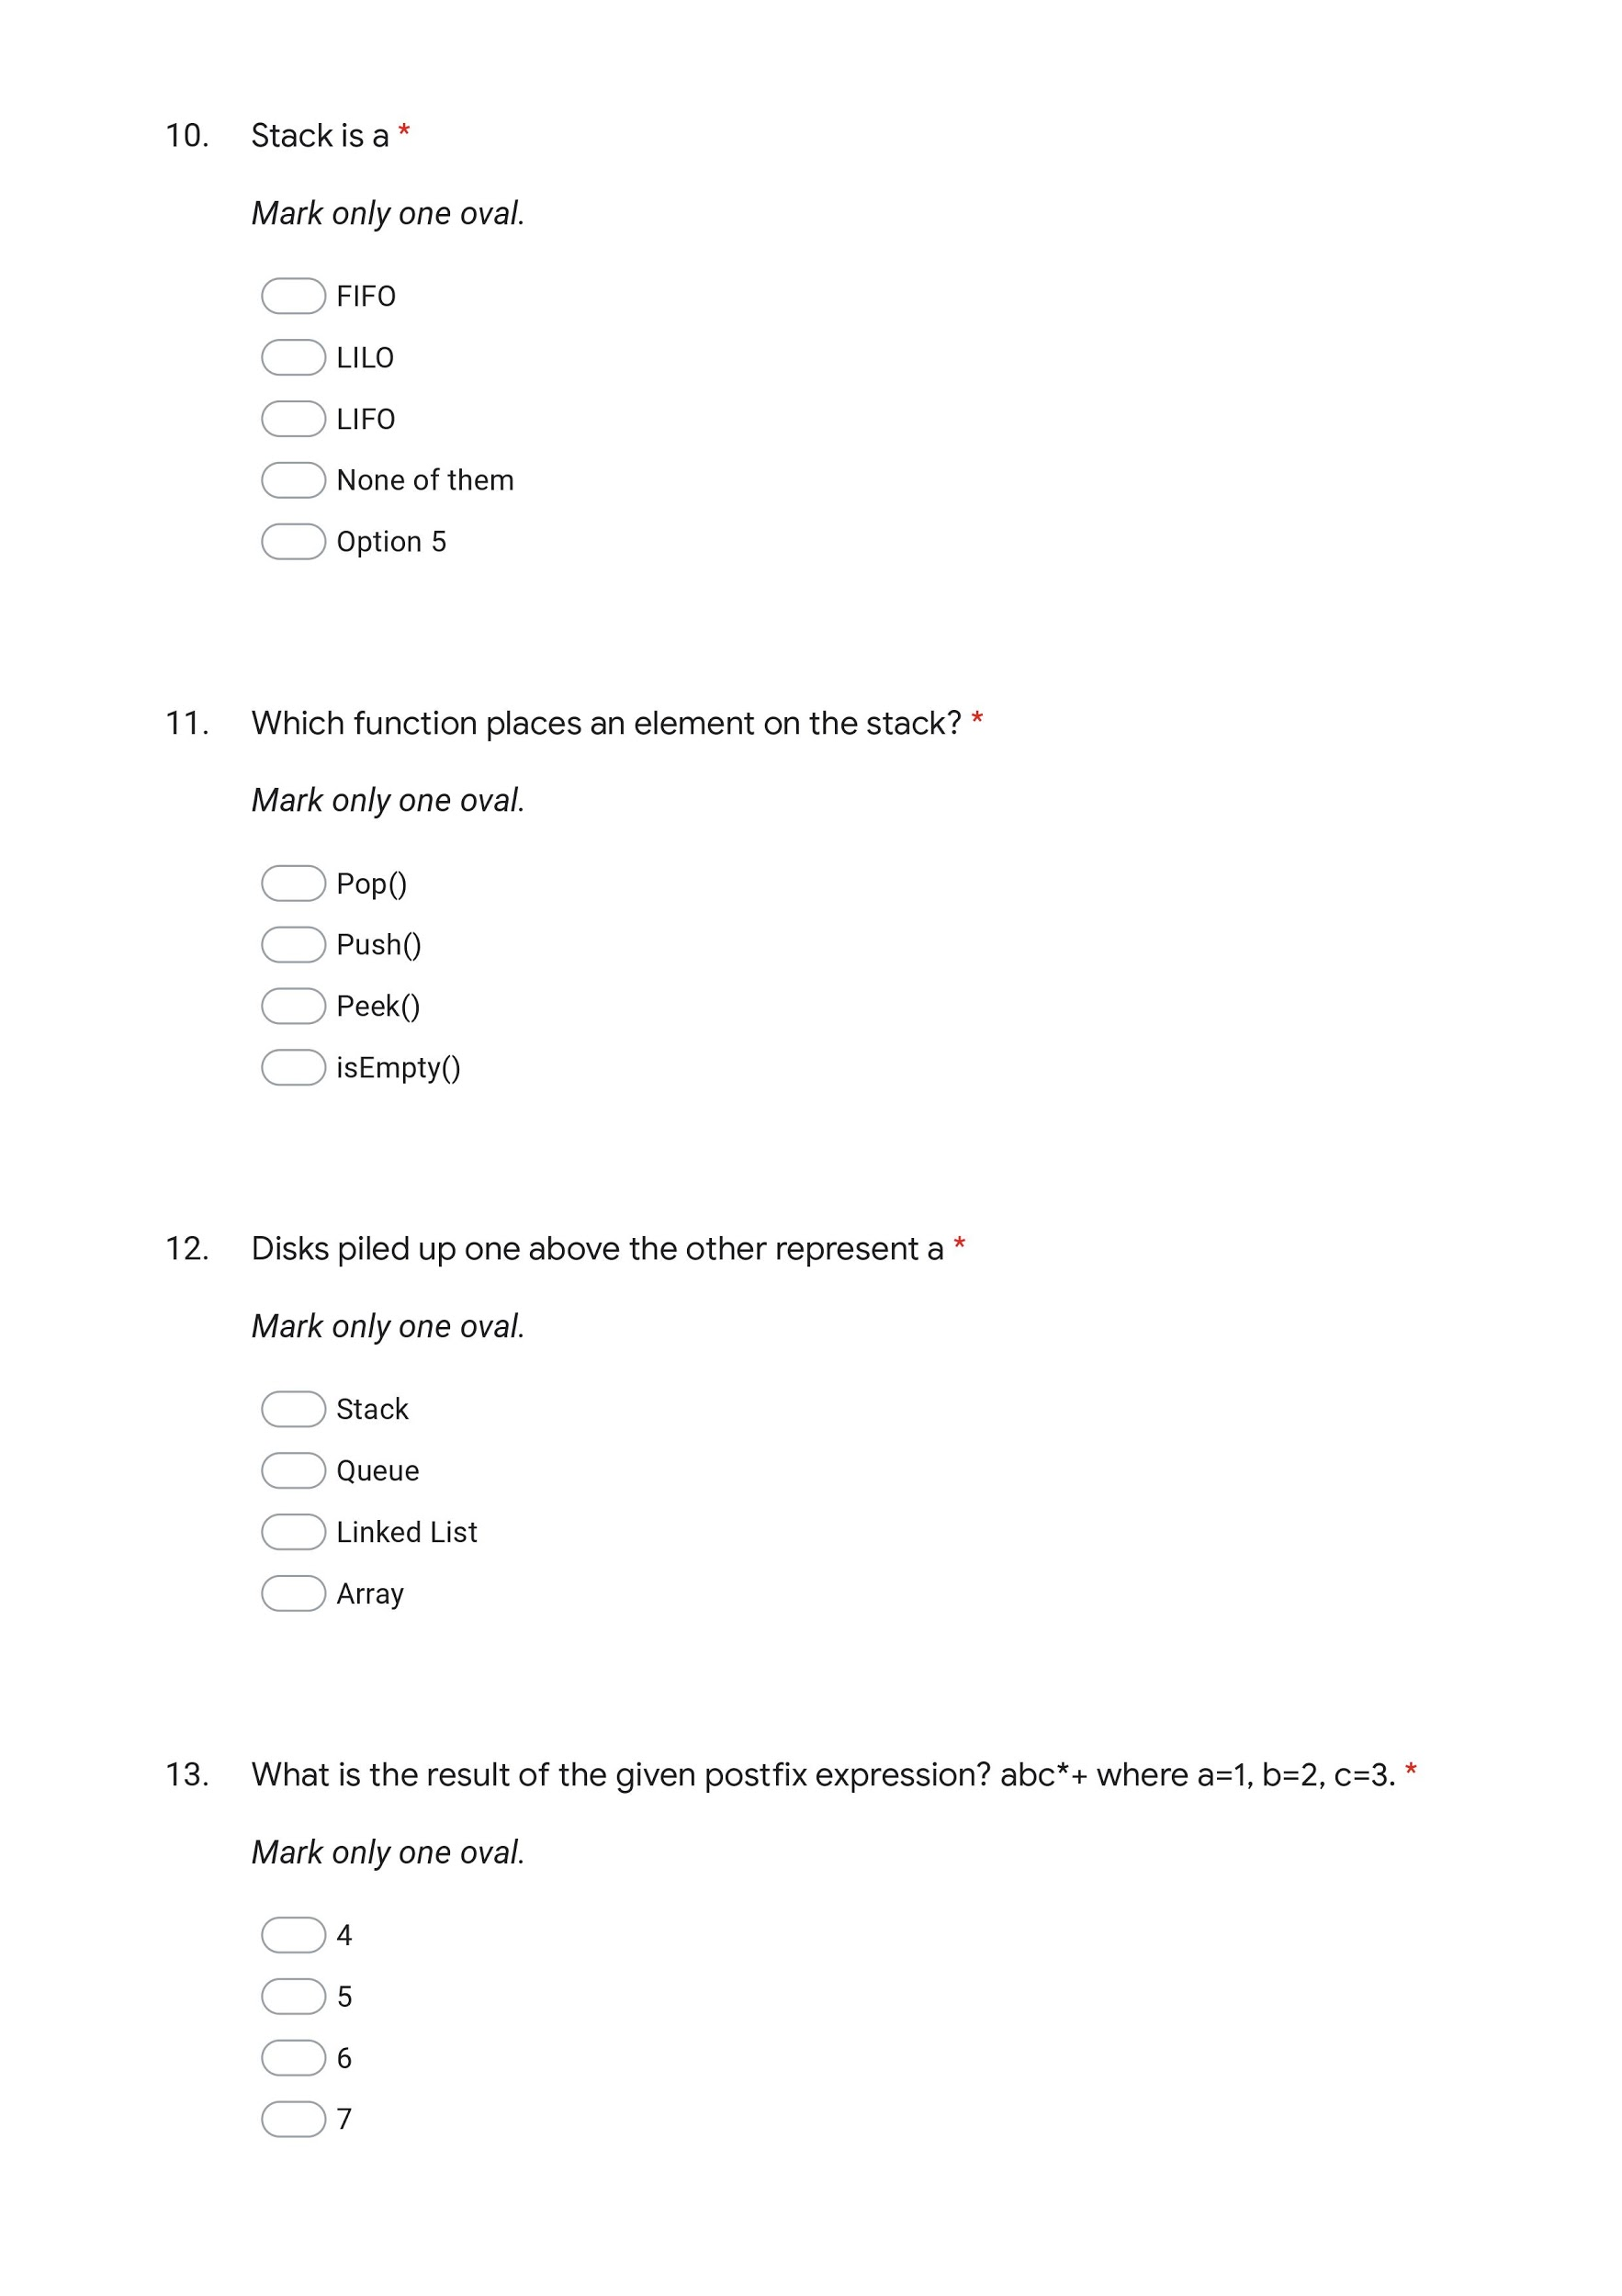 10. Stack is a *
Mark only one oval.
FIFO
LILO
LIFO
None of them
Option 5
11. Which function places an element on the stack? *
Mark only one oval.
Pop()
Push()
Peek()
isEmpty()
12. Disks piled up one above the other represent a *
Mark only one oval.
Stack
Queue
Linked List
Array
13. What is the result of the given postfix expression? abc*+ where a=1, b=2, c=3. *
Mark only one oval.
4
5
6
7